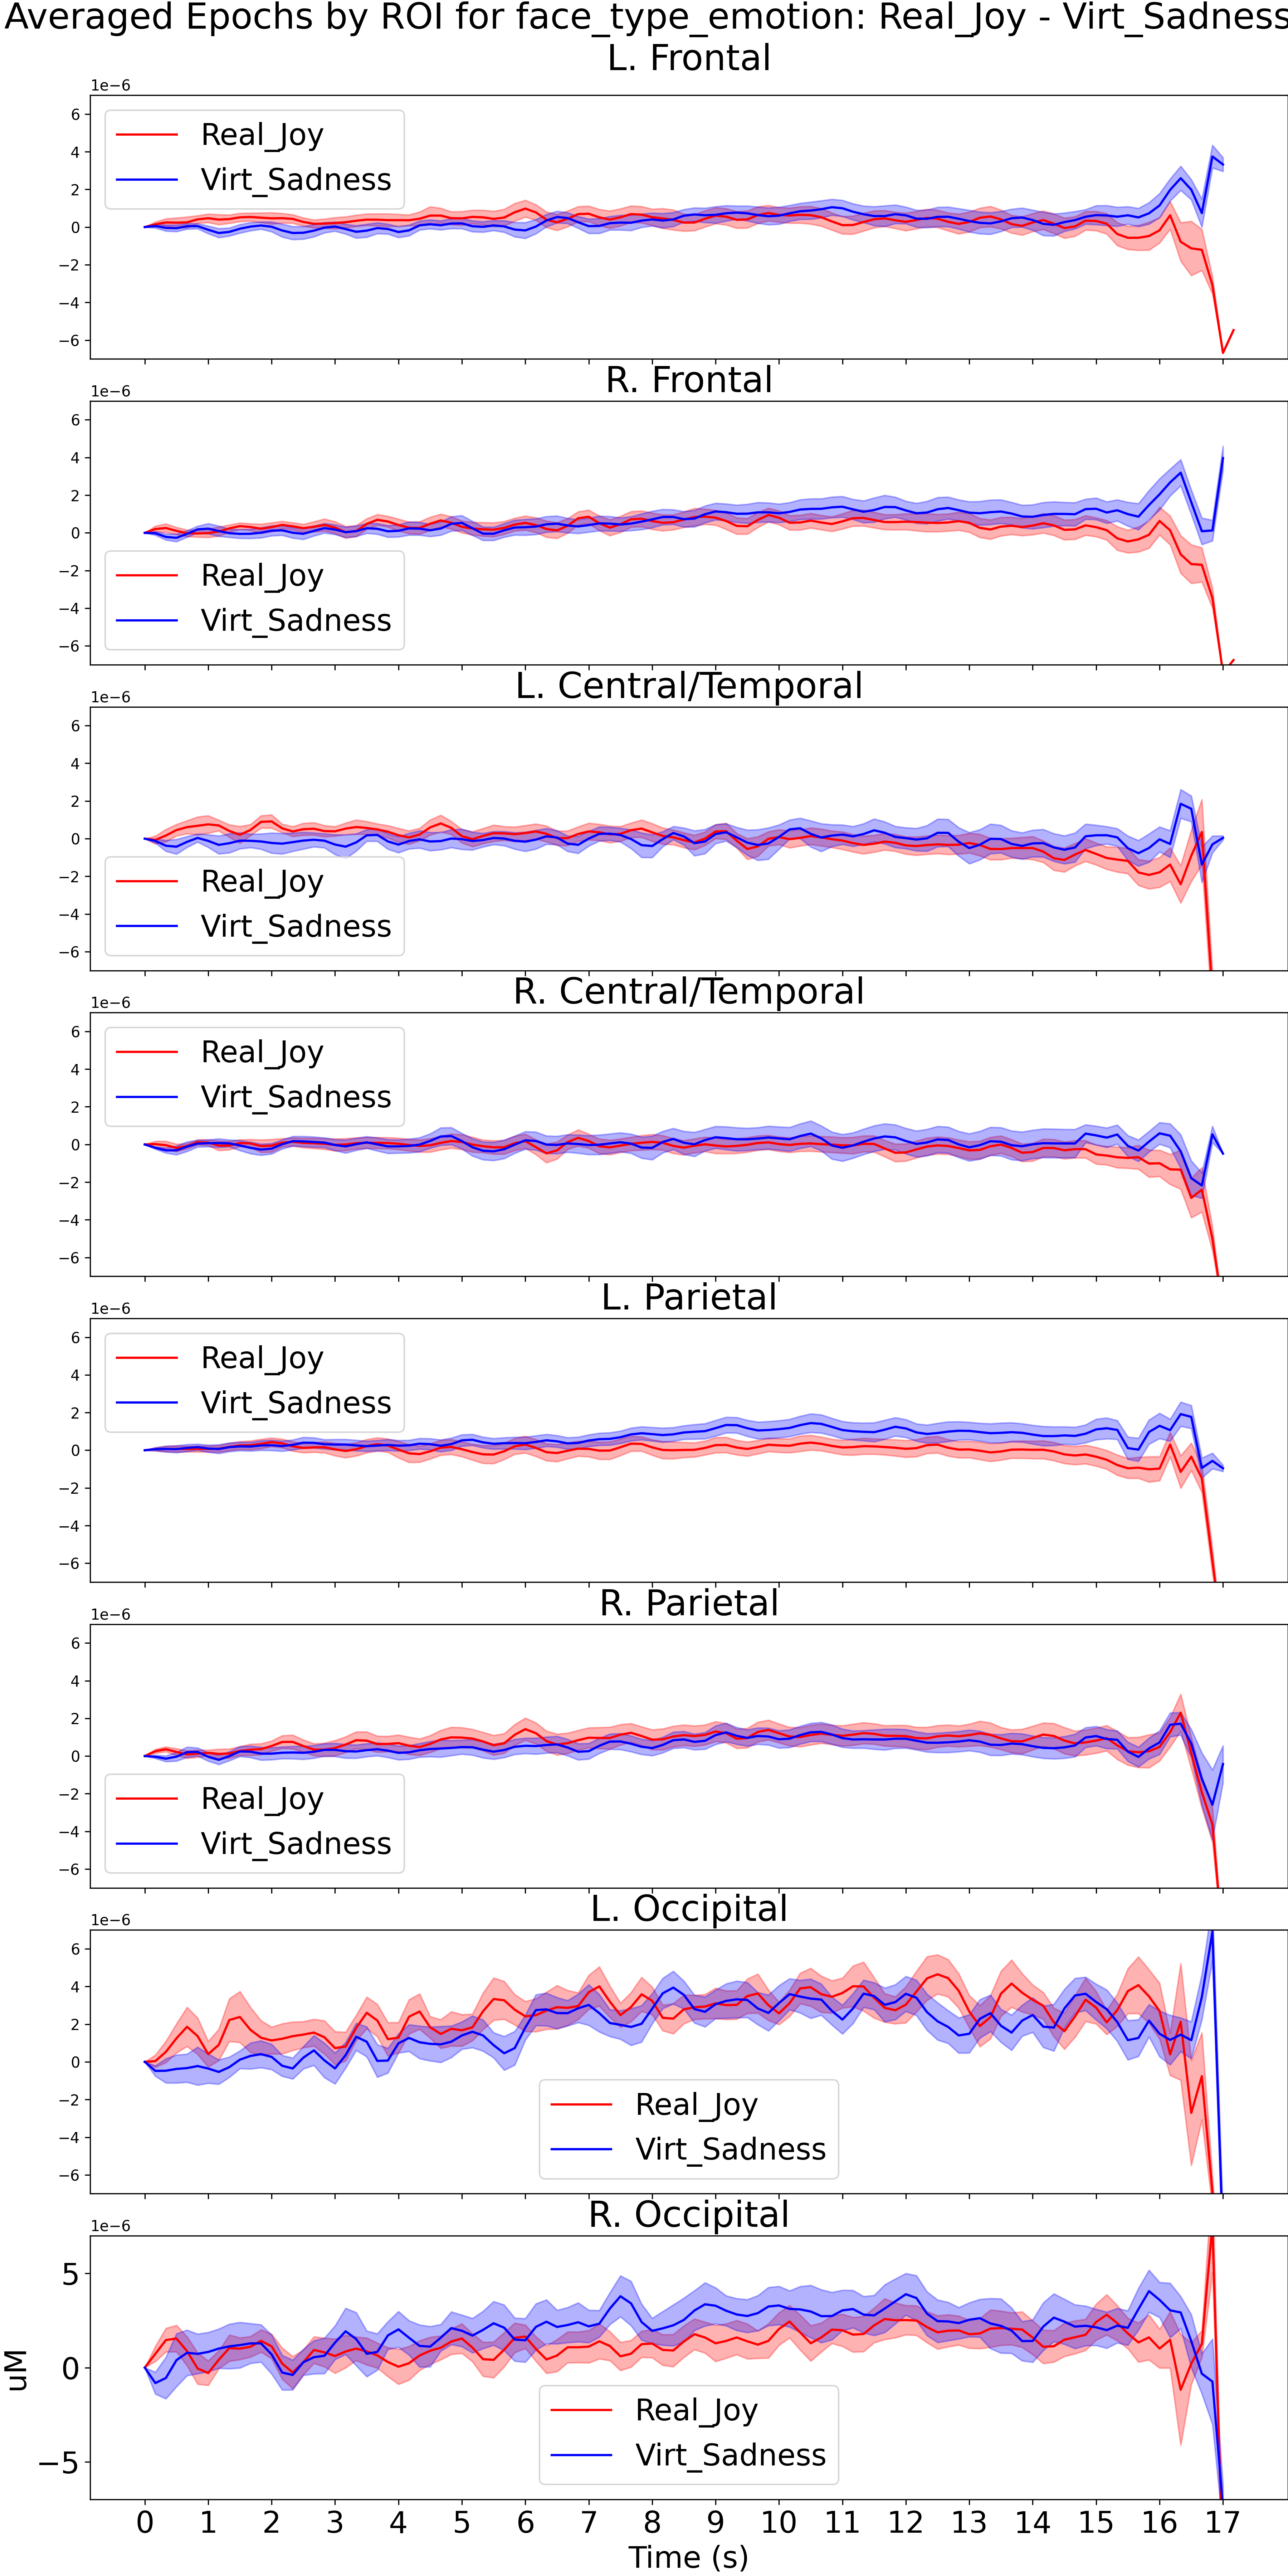 Averaged Epochs by ROI for face_type_emotion: Real_Joy - Virt_Sadness
L. Frontal
1e−6
6
4
2
0
−2
−4
−6
Real_Joy
Virt_Sadness
R. Frontal
1e−6
6
4
2
0
−2
−4
−6
Real_Joy
Virt_Sadness
L. Central/Temporal
1e−6
6
4
2
0
−2
−4
−6
Real_Joy
Virt_Sadness
R. Central/Temporal
1e−6
6
4
2
0
−2
−4
−6
Real_Joy
Virt_Sadness
L. Parietal
1e−6
6
4
2
0
−2
−4
−6
Real_Joy
Virt_Sadness
R. Parietal
1e−6
6
4
2
0
−2
−4
−6
Real_Joy
Virt_Sadness
L. Occipital
1e−6
6
4
2
0
−2
−4
−6
Real_Joy
Virt_Sadness
R. Occipital
1e−6
5
0
−5
uM
Real_Joy
Virt_Sadness
0 1 2 3 4 5 6 7 8 9 10 11 12 13 14 15 16 17
Time (s)